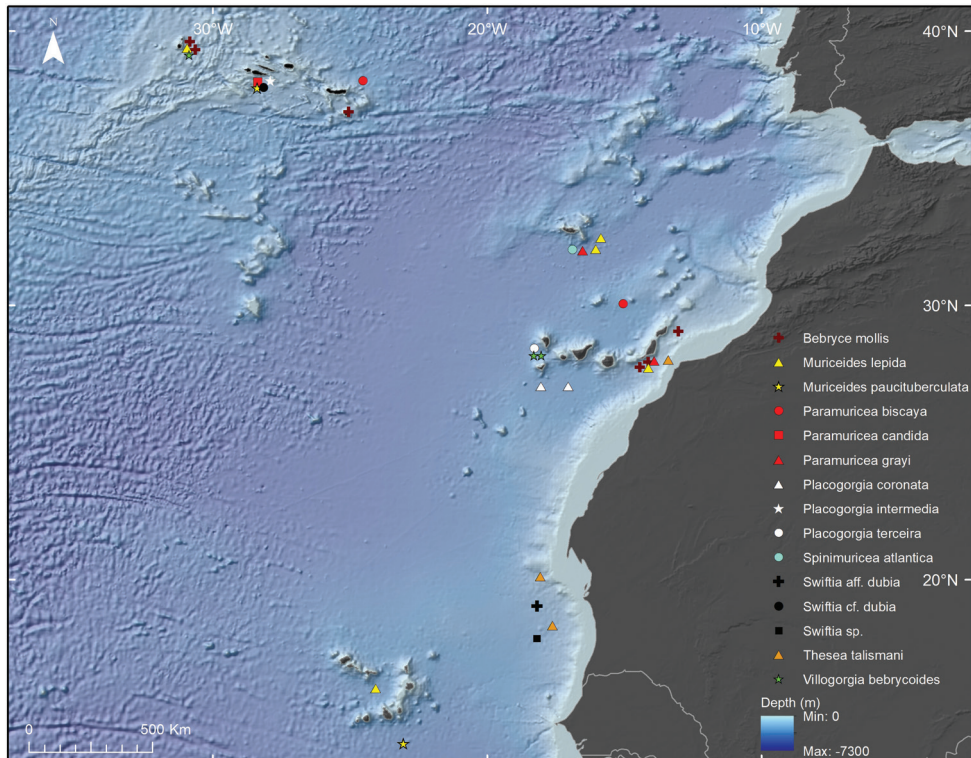 30°W 20°W 10°W 40°N
N
30°N
Bebryce mollis
Muriceides lepida
Muriceides paucituberculata
Paramuricea biscaya
Paramuricea candida
Paramuricea grayi
Placogorgia coronata
Placogorgia intermedia
Placogorgia terceira
Spinimuricea atlantica
20°N
Swiftia aff. dubia
Swiftia cf. dubia
Swiftia sp.
Thesea talismani
Villogorgia bebrycoides
Depth (m)
Min: 0
Max: -7300
0 500 Km